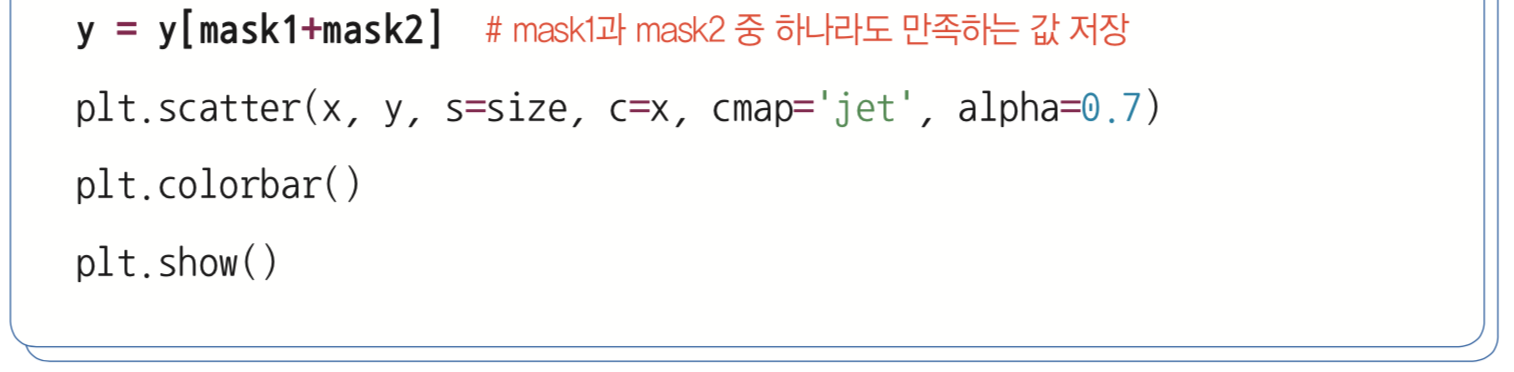 y = y[mask1+mask2]  # mask1과 mask2 중 하나라도 만족하는 값 저장
plt.scatter(x, y, s=size, c=x, cmap='jet', alpha=0.7)
plt.colorbar()
plt.show()